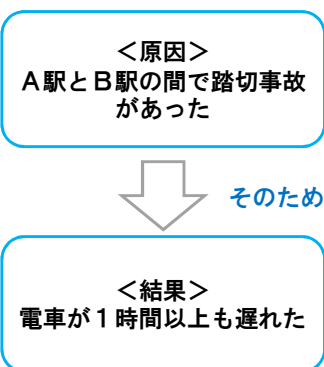 ＜原因＞
Ａ駅とＢ駅の間で踏切事故
があった
そのため
＜結果＞
電車が１時間以上も遅れた